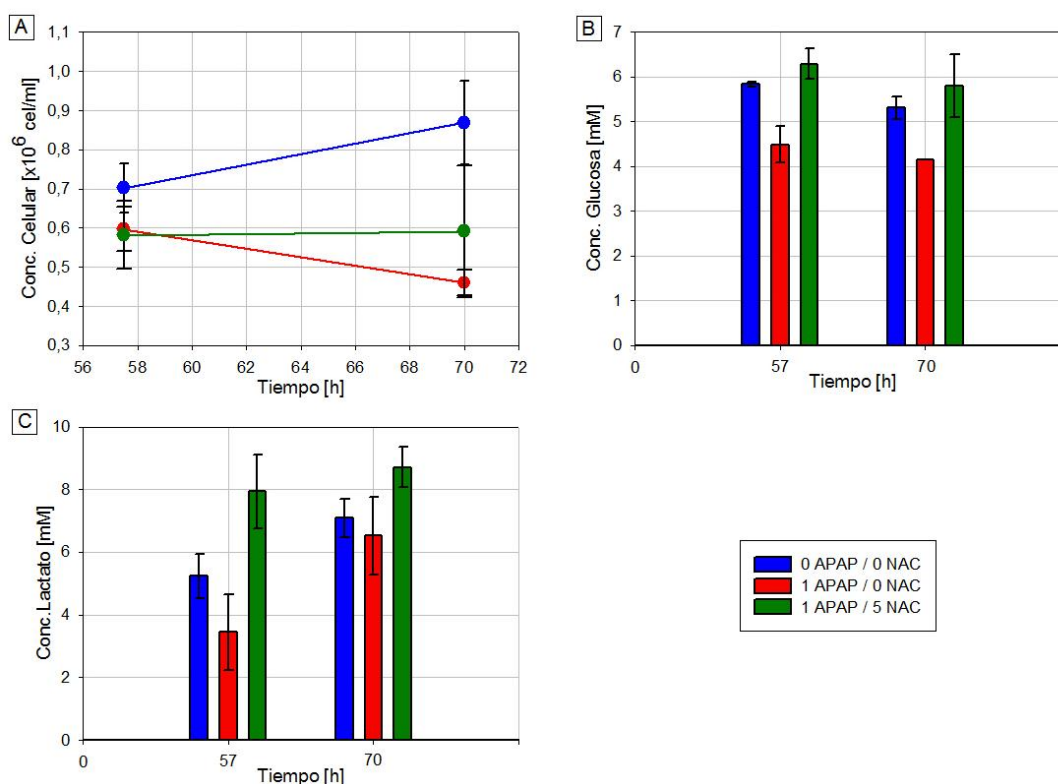 A
Conc. Celular [x10⁶ cel/ml]
1,1
1,0
0,9
0,8
0,7
0,6
0,5
0,4
0,3
56 58 60 62 64 66 68 70 72
Tiempo [h]
B
Conc. Glucosa [mM]
7
6
5
4
3
2
1
0
0 57 70
Tiempo [h]
C
Conc.Lactato [mM]
10
8
6
4
2
0
0 57 70
Tiempo [h]
0 APAP / 0 NAC
1 APAP / 0 NAC
1 APAP / 5 NAC